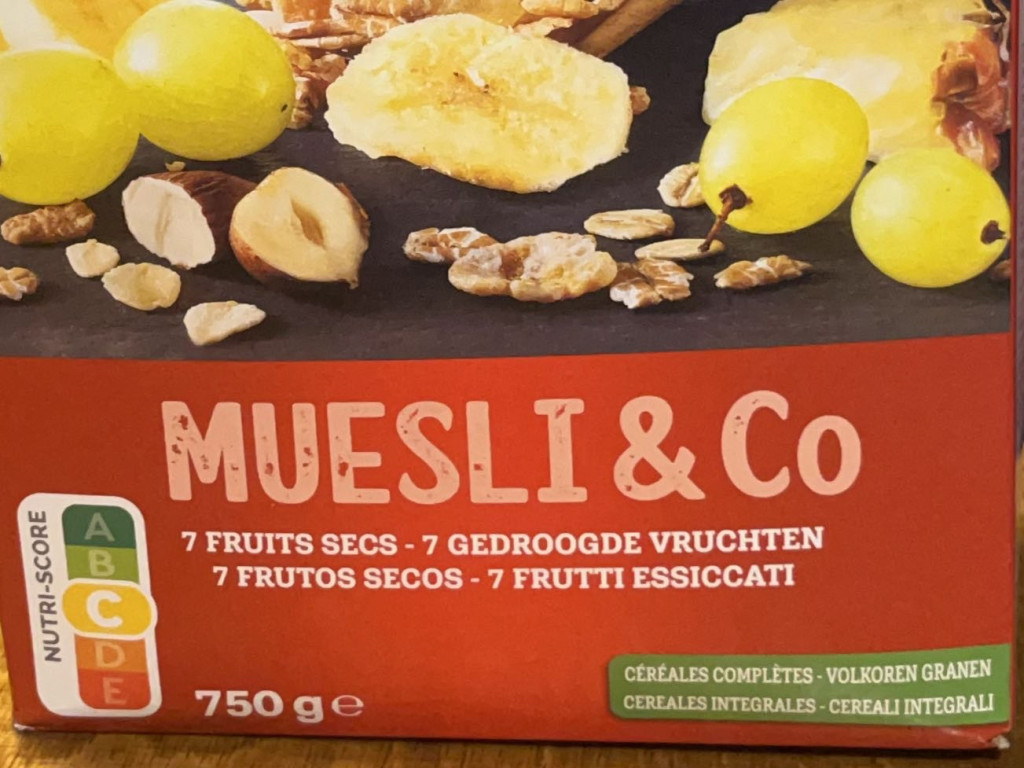 MUESLI & Co
7 FRUITS SECS - 7 GEDROOGDE VRUCHTEN
7 FRUTOS SECOS - 7 FRUTTI ESSICCATI
NUTRI-SCORE
A
B
C
D
E
750 g e
CÉRÉALES COMPLÈTES - VOLKOREN GRANEN
CEREALES INTEGRALES - CEREALI INTEGRALI